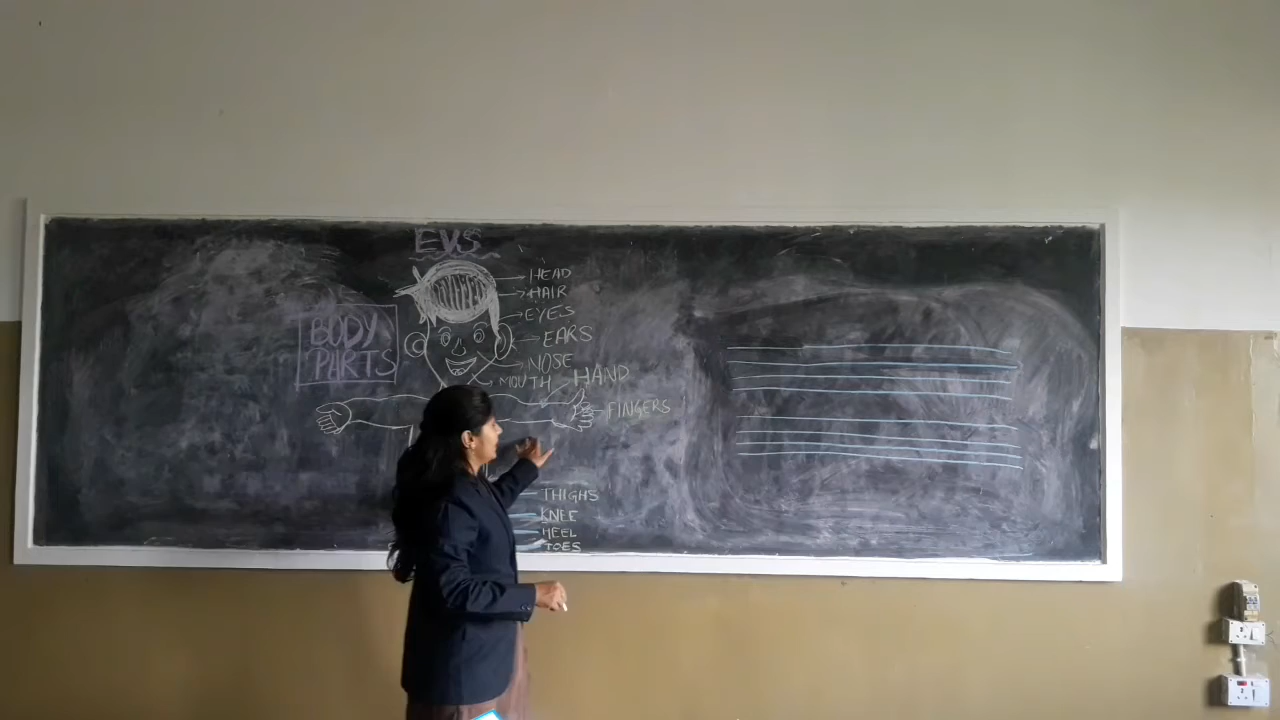 EVS
HEAD
HAIR
EYES
EARS
NOSE
MOUTH
HAND
FINGERS
BODY
PARTS
THIGHS
KNEE
HEEL
TOES